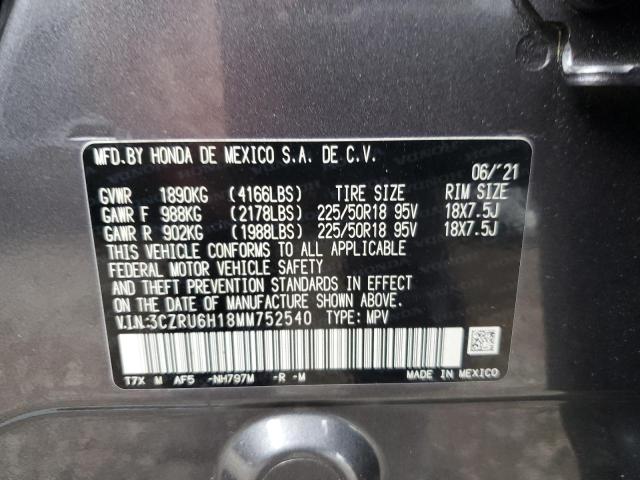 MFD.BY HONDA DE MEXICO S.A. DE C.V.
06/'21
GVWR 1890KG (4166LBS) TIRE SIZE RIM SIZE
GAWR F 988KG (2178LBS) 225/50R18 95V 18X7.5J
GAWR R 902KG (1988LBS) 225/50R18 95V 18X7.5J
THIS VEHICLE CONFORMS TO ALL APPLICABLE
FEDERAL MOTOR VEHICLE SAFETY
AND THEFT PREVENTION STANDARDS IN EFFECT
ON THE DATE OF MANUFACTURE SHOWN ABOVE.
V.I.N.:3CZRU6H18MM752540 TYPE: MPV
T7X M AF5 -NH797M -R -M
MADE IN MEXICO